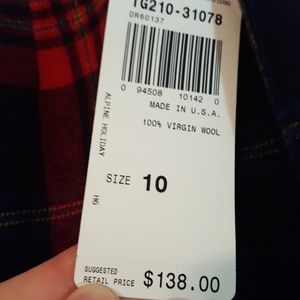 TG210-31078
DR60137
0 94508 10142 0
MADE IN U.S.A.
100% VIRGIN WOOL
ALPINE HOLIDAY
H6
SIZE 10
SUGGESTED
RETAIL PRICE $138.00